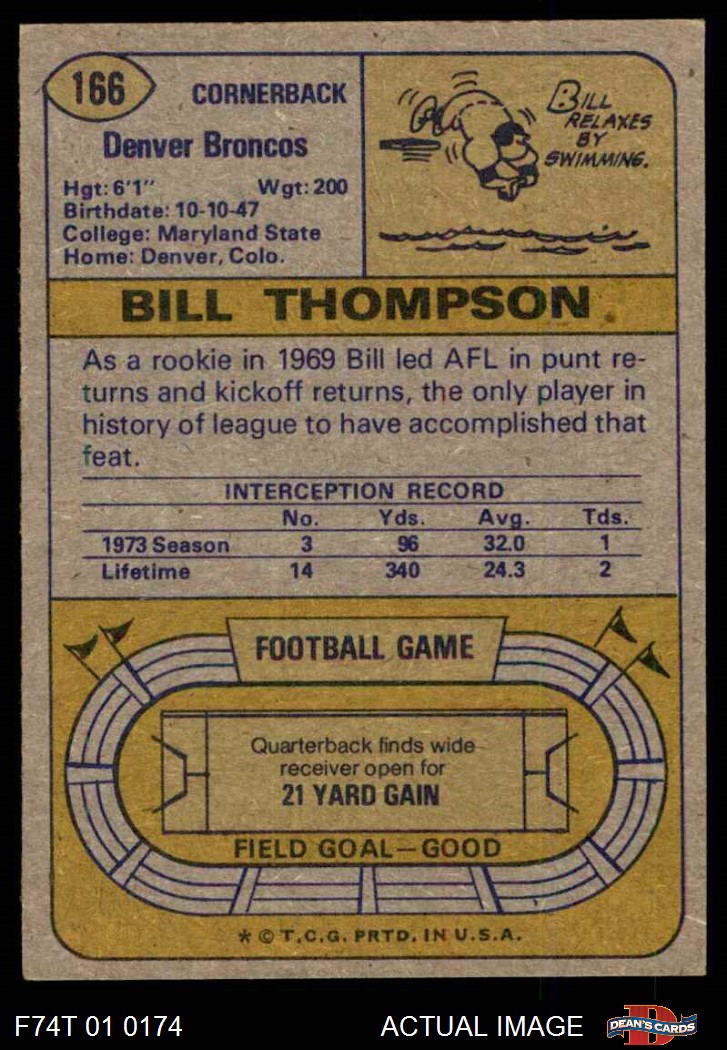 166
CORNERBACK
Denver Broncos
Hgt: 6'1" Wgt: 200
Birthdate: 10-10-47
College: Maryland State
Home: Denver, Colo.
BILL
RELAXES
BY
SWIMMING.
BILL THOMPSON
As a rookie in 1969 Bill led AFL in punt re-
turns and kickoff returns, the only player in
history of league to have accomplished that
feat.
INTERCEPTION RECORD
No. Yds. Avg. Tds.
1973 Season 3 96 32.0 1
Lifetime 14 340 24.3 2
FOOTBALL GAME
Quarterback finds wide
receiver open for
21 YARD GAIN
FIELD GOAL—GOOD
* © T.C.G. PRTD. IN U.S.A.
F74T 01 0174 ACTUAL IMAGE
D
DEAN'S CARDS